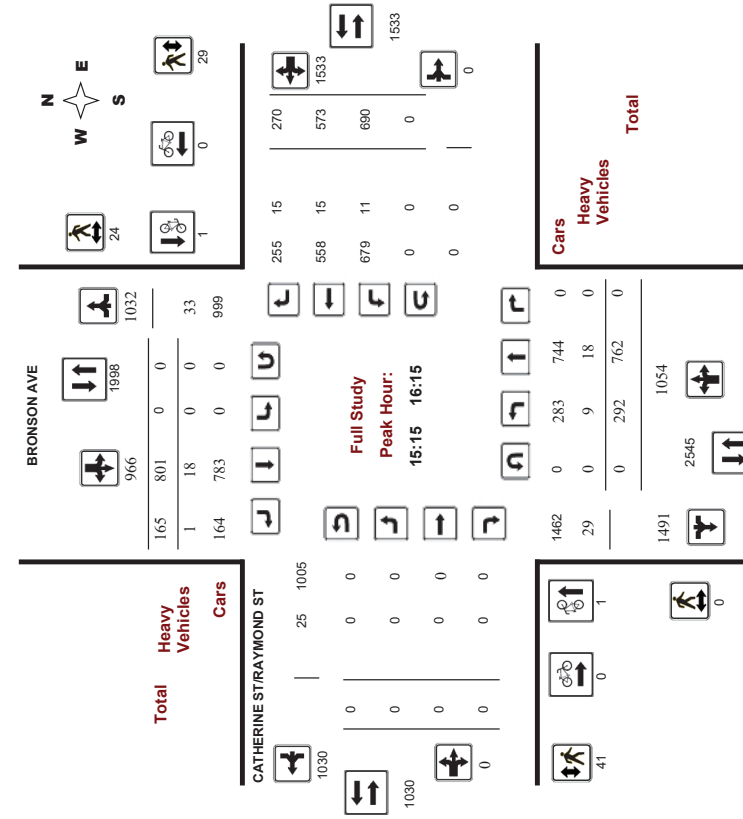 BRONSON AVE
N
W E
S
24
29
1
0
966
1998
1032
165 801 0 0
1 18 0 0 33
164 783 0 0 999
Total
Heavy
Vehicles
Cars
CATHERINE ST/RAYMOND ST
1030
25 1005
0 0 0
0 0 0
0 0 0
0 0 0
1030
0
Full Study
Peak Hour:
15:15 16:15
255 15 270
558 15 573
679 11 690
0 0 0
0 0
1533
1533
0
Cars
Heavy
Vehicles
Total
1462 0 283 744 0
29 0 9 18 0
0 292 762 0
1491
2545
1054
41
0
1
0